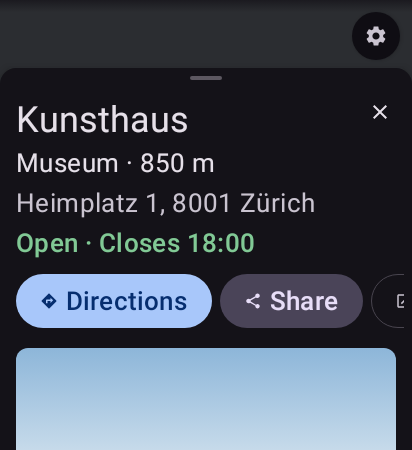 Kunsthaus
Museum · 850 m
Heimplatz 1, 8001 Zürich
Open · Closes 18:00
Directions
Share